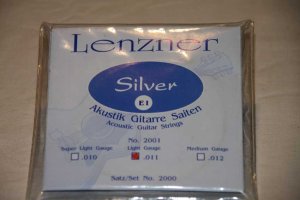 Lenzner
Silver
E1
Akustik Gitarre Saiten
Acoustic Guitar Strings
No. 2001
Super Light Gauge Light Gauge Medium Gauge
.010 .011 .012
Satz/Set No. 2000